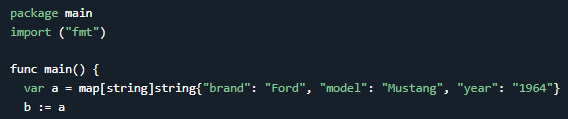 package main
import ("fmt")

func main() {
  var a = map[string]string{"brand": "Ford", "model": "Mustang", "year": "1964"}
  b := a